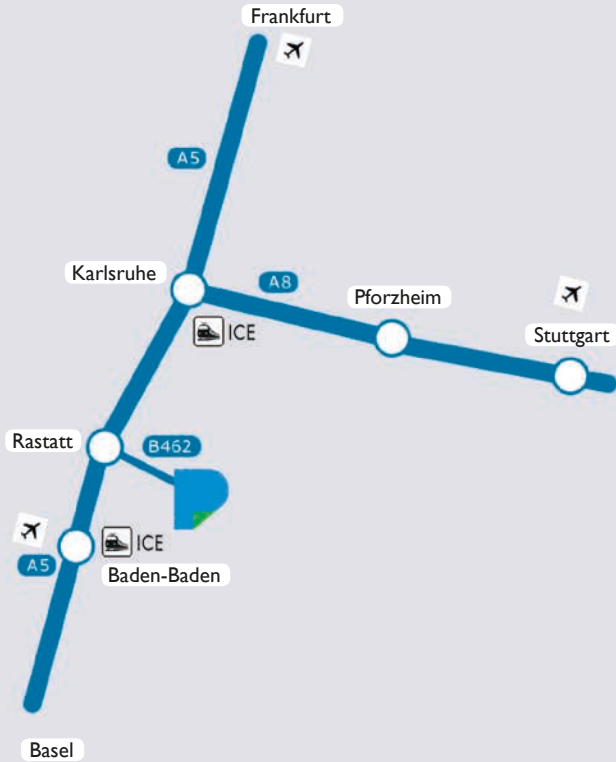 Frankfurt
A5
Karlsruhe
A8
Pforzheim
ICE
Stuttgart
Rastatt
B462
ICE
A5
Baden-Baden
Basel